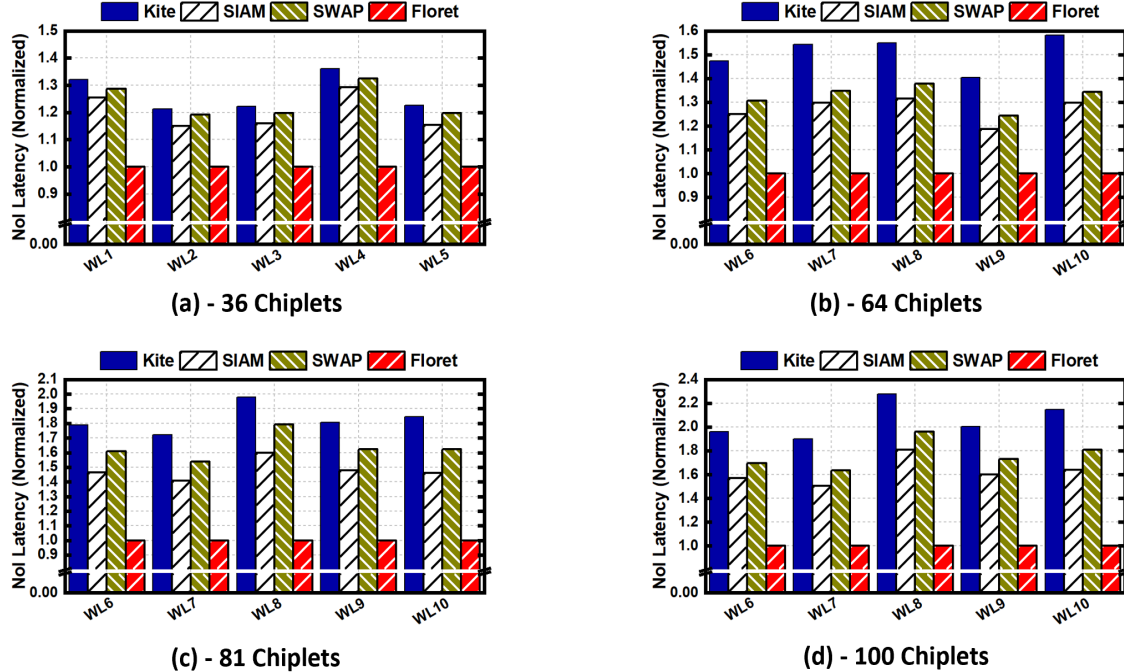 Kite SIAM SWAP Floret
NoI Latency (Normalized)
1.5
1.4
1.3
1.2
1.1
1.0
0.9
0.00
WL1 WL2 WL3 WL4 WL5
(a) - 36 Chiplets
Kite SIAM SWAP Floret
NoI Latency (Normalized)
1.6
1.5
1.4
1.3
1.2
1.1
1.0
0.9
0.00
WL6 WL7 WL8 WL9 WL10
(b) - 64 Chiplets
Kite SIAM SWAP Floret
NoI Latency (Normalized)
2.1
2.0
1.9
1.8
1.7
1.6
1.5
1.4
1.3
1.2
1.1
1.0
0.9
0.00
WL6 WL7 WL8 WL9 WL10
(c) - 81 Chiplets
Kite SIAM SWAP Floret
NoI Latency (Normalized)
2.4
2.2
2.0
1.8
1.6
1.4
1.2
1.0
0.00
WL6 WL7 WL8 WL9 WL10
(d) - 100 Chiplets